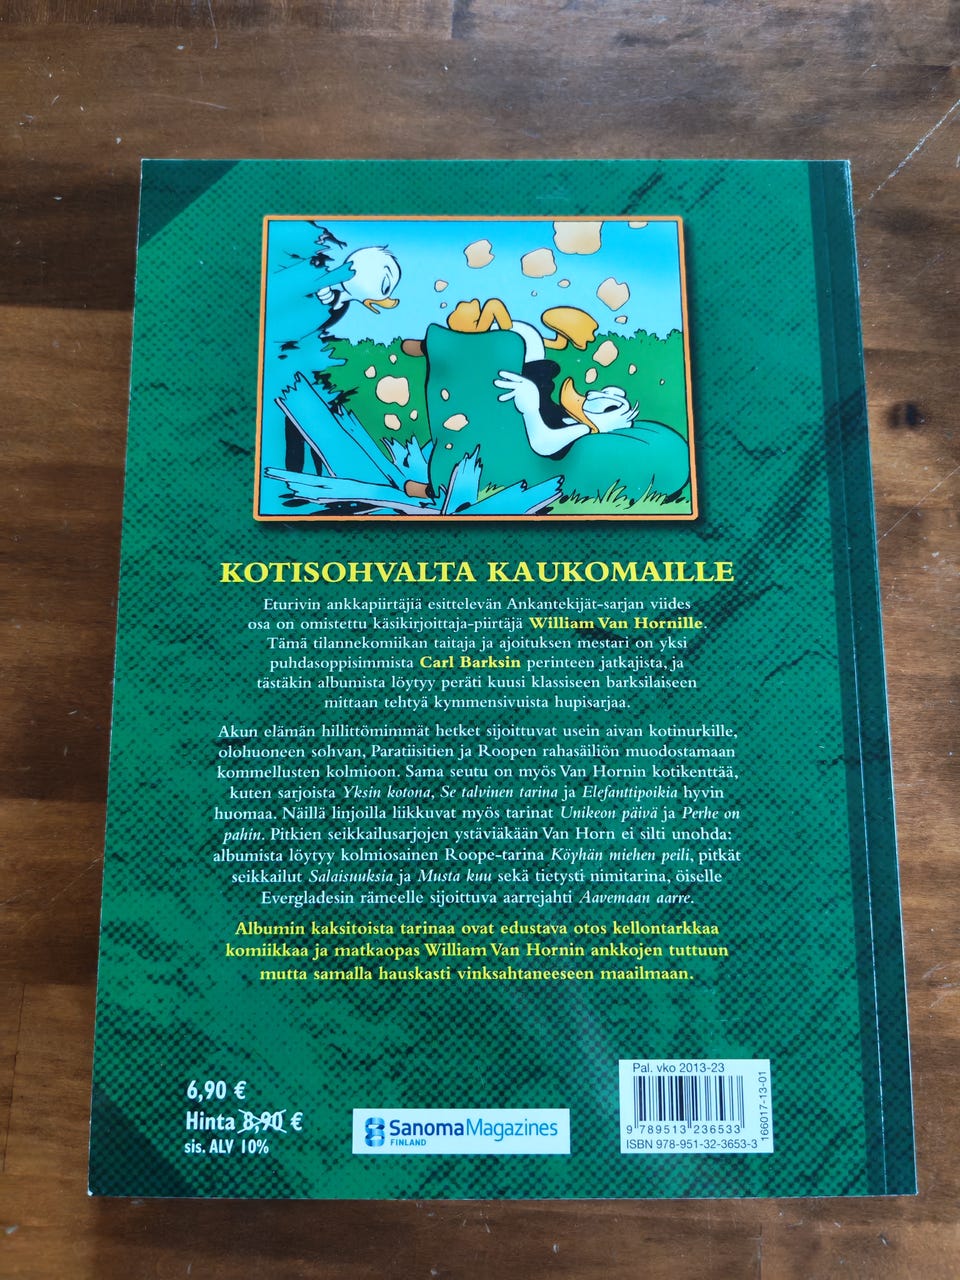 KOTISOHVALTA KAUKOMAILLE
Eturivin ankkapiirtäjiä esittelevän Ankantekijät-sarjan viides
osa on omistettu käsikirjoittaja-piirtäjä William Van Hornille.
Tämä tilannekomiikan taitaja ja ajoituksen mestari on yksi
puhdasoppisimmista Carl Barksin perinteen jatkajista, ja
tästäkin albumista löytyy peräti kuusi klassiseen barksilaiseen
mittaan tehtyä kymmensivuista hupisarjaa.
Akun elämän hillittömimmät hetket sijoittuvat usein aivan kotinurkille,
olohuoneen sohvan, Paratiisitien ja Roopen rahasäiliön muodostamaan
kommellusten kolmioon. Sama seutu on myös Van Hornin kotikenttää,
kuten sarjoista Yksin kotona, Se talvinen tarina ja Elefanttipoikia hyvin
huomaa. Näillä linjoilla liikkuvat myös tarinat Unikeon päivä ja Perhe on
pahin. Pitkien seikkailusarjojen ystäviäkään Van Horn ei silti unohda:
albumista löytyy kolmiosainen Roope-tarina Köyhän miehen peili, pitkät
seikkailut Salaisuuksia ja Musta kuu sekä tietysti nimitarina, öiselle
Evergladesin rämeelle sijoittuva aarrejahti Aavemaan aarre.
Albumin kaksitoista tarinaa ovat edustava otos kellontarkkaa
komiikkaa ja matkaopas William Van Hornin ankkojen tuttuun
mutta samalla hauskasti vinksahtaneeseen maailmaan.
6,90 €
Hinta 8,90 €
sis. ALV 10%
SanomaMagazines
FINLAND
Pal. vko 2013-23
9 789513 236533
ISBN 978-951-32-3653-3
166017-13-01